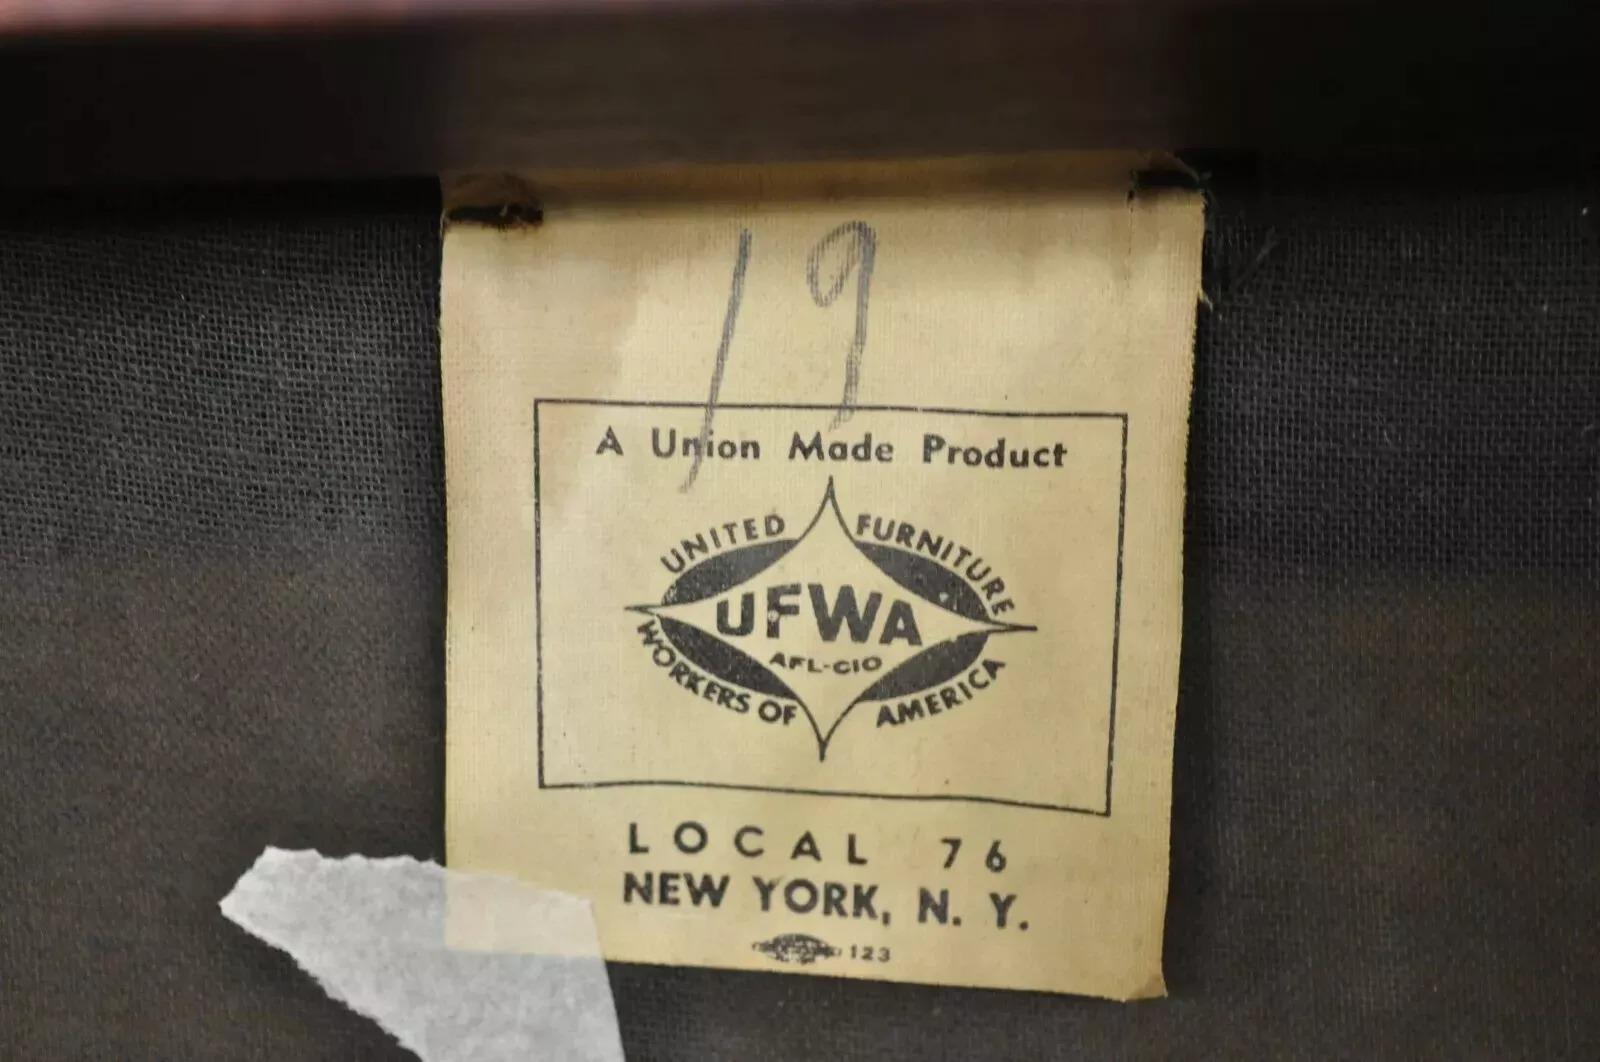 19
A Union Made Product
UNITED FURNITURE
UFWA
AFL-CIO
WORKERS OF AMERICA
LOCAL 76
NEW YORK, N. Y.
123